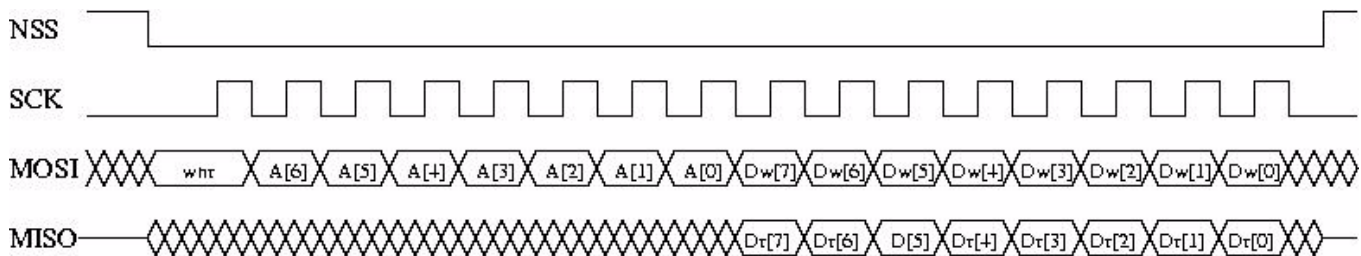 NSS
SCK
MOSI wnr A[6] A[5] A[4] A[3] A[2] A[1] A[0] Dw[7] Dw[6] Dw[5] Dw[4] Dw[3] Dw[2] Dw[1] Dw[0]
MISO Dr[7] Dr[6] D[5] Dr[4] Dr[3] Dr[2] Dr[1] Dr[0]